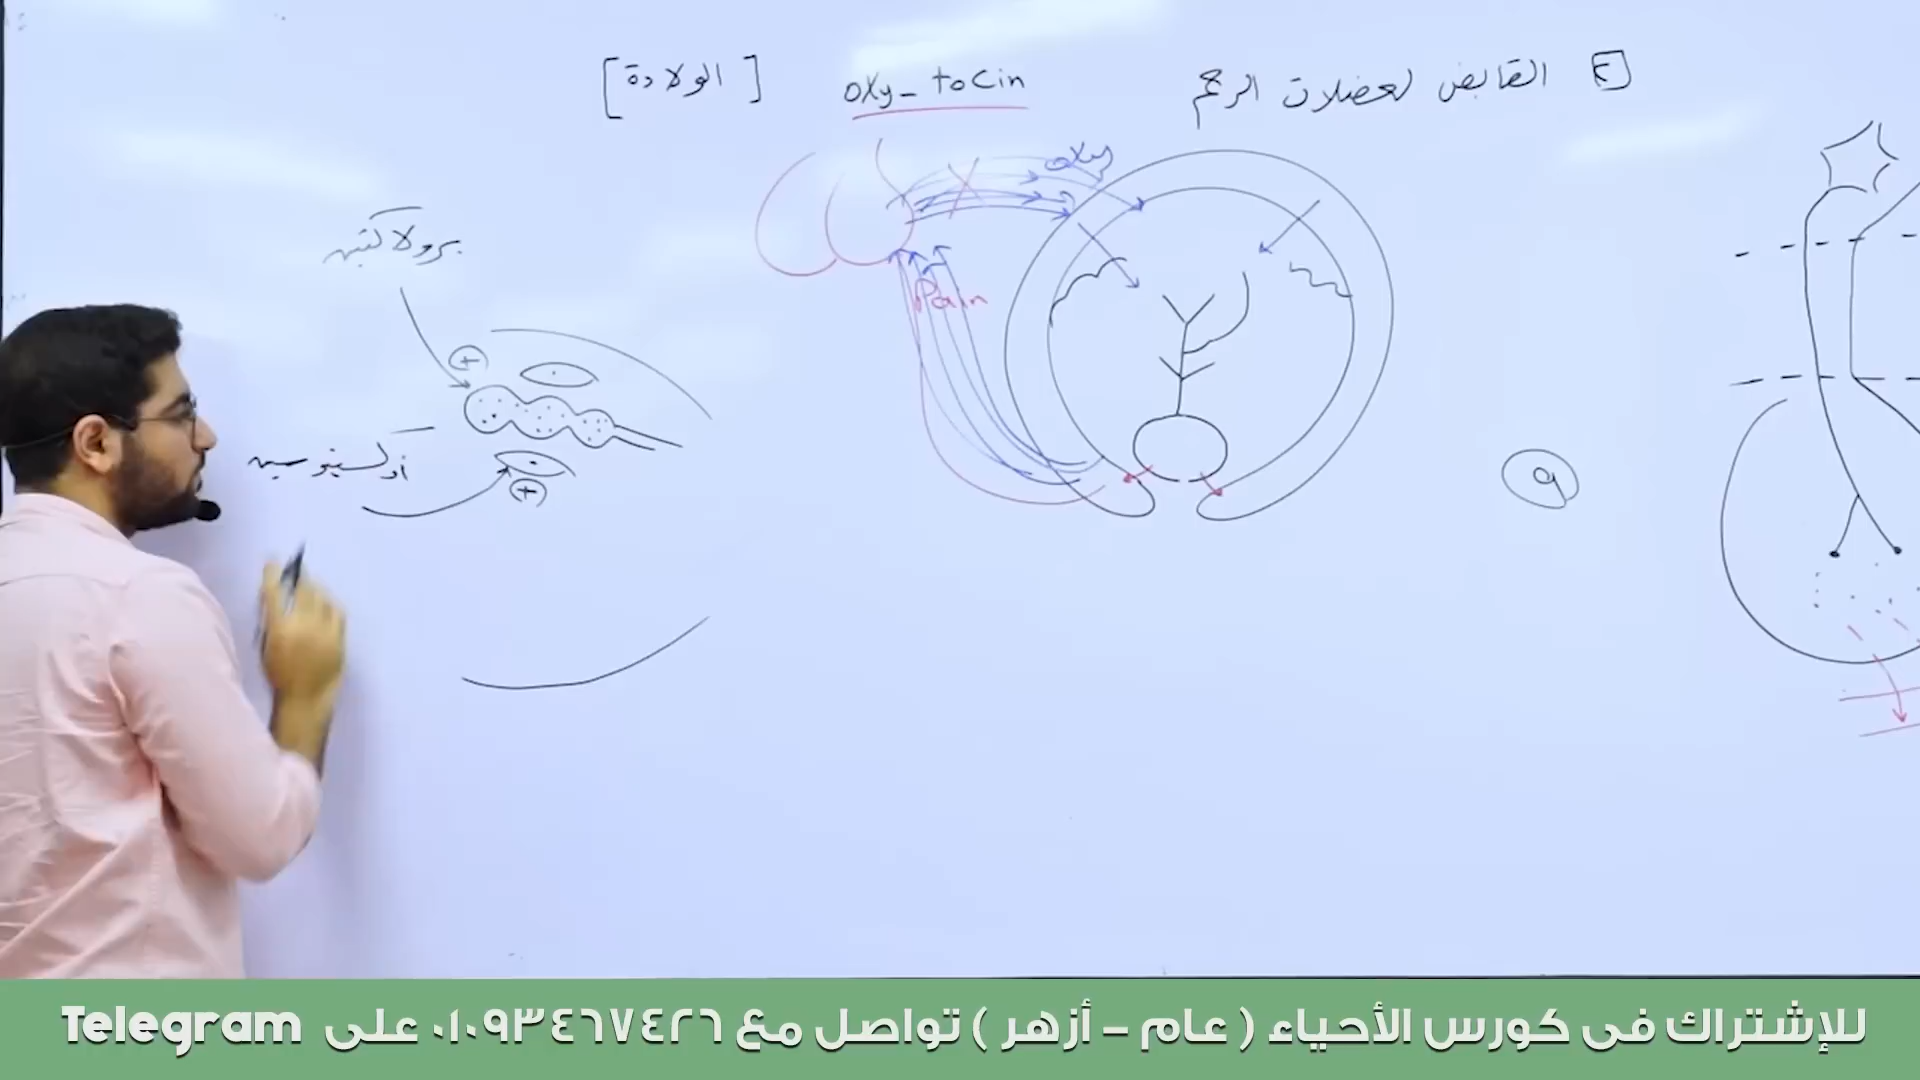 ٢ القابض لعضلات الرحم
oxy_tocin
[الولادة]
oxy
برولاكتين
Pain
(+)
أوكسيتوسين
(+)
٩
للإشتراك فى كورس الأحياء ( عام - أزهر ) تواصل مع ٠١٠٩٣٤٦٧٤٢٦ على Telegram